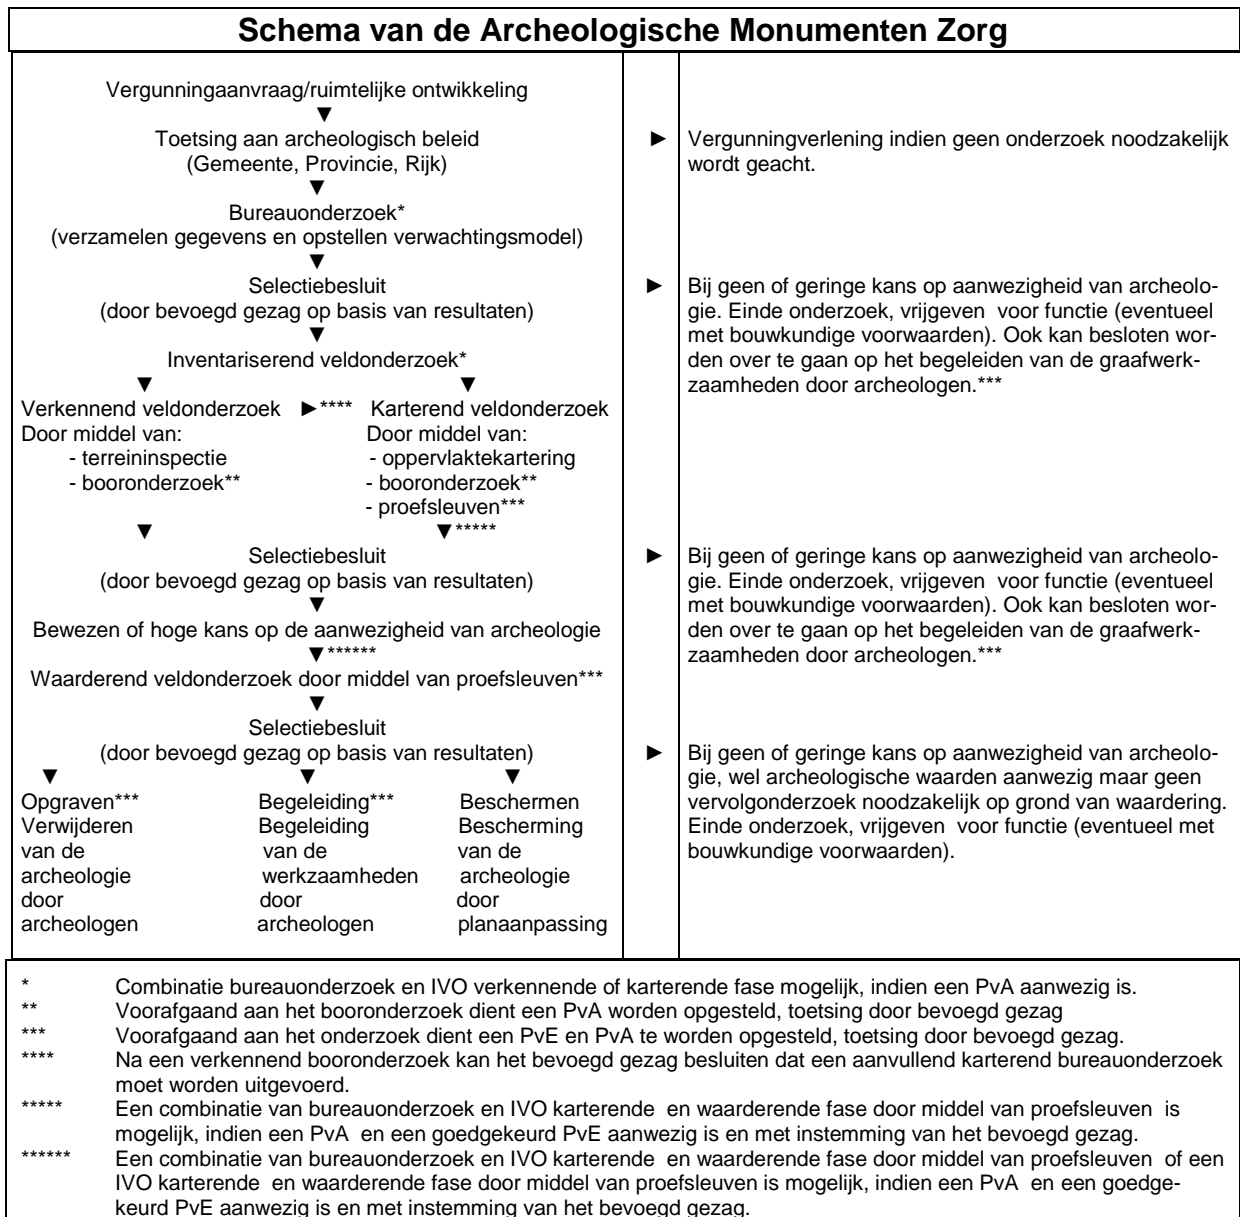 Schema van de Archeologische Monumenten Zorg
Vergunningaanvraag/ruimtelijke ontwikkeling
▼
Toetsing aan archeologisch beleid
(Gemeente, Provincie, Rijk)
► Vergunningverlening indien geen onderzoek noodzakelijk
wordt geacht.
▼
Bureauonderzoek*
(verzamelen gegevens en opstellen verwachtingsmodel)
▼
Selectiebesluit
(door bevoegd gezag op basis van resultaten)
► Bij geen of geringe kans op aanwezigheid van archeolo-
gie. Einde onderzoek, vrijgeven voor functie (eventueel
met bouwkundige voorwaarden). Ook kan besloten wor-
den over te gaan op het begeleiden van de graafwerk-
zaamheden door archeologen.***
▼
Inventariserend veldonderzoek*
▼ ▼
Verkennend veldonderzoek ►**** Karterend veldonderzoek
Door middel van: Door middel van:
- terreininspectie - oppervlaktekartering
- booronderzoek** - booronderzoek**
- proefsleuven***
▼ ▼*****
Selectiebesluit
(door bevoegd gezag op basis van resultaten)
► Bij geen of geringe kans op aanwezigheid van archeolo-
gie. Einde onderzoek, vrijgeven voor functie (eventueel
met bouwkundige voorwaarden). Ook kan besloten wor-
den over te gaan op het begeleiden van de graafwerk-
zaamheden door archeologen.***
▼
Bewezen of hoge kans op de aanwezigheid van archeologie
▼******
Waarderend veldonderzoek door middel van proefsleuven***
▼
Selectiebesluit
(door bevoegd gezag op basis van resultaten)
► Bij geen of geringe kans op aanwezigheid van archeolo-
gie, wel archeologische waarden aanwezig maar geen
vervolgonderzoek noodzakelijk op grond van waardering.
Einde onderzoek, vrijgeven voor functie (eventueel met
bouwkundige voorwaarden).
▼ ▼ ▼
Opgraven*** Begeleiding*** Beschermen
Verwijderen Begeleiding Bescherming
van de van de van de
archeologie werkzaamheden archeologie
door door door
archeologen archeologen planaanpassing
* Combinatie bureauonderzoek en IVO verkennende of karterende fase mogelijk, indien een PvA aanwezig is.
** Voorafgaand aan het booronderzoek dient een PvA worden opgesteld, toetsing door bevoegd gezag
*** Voorafgaand aan het onderzoek dient een PvE en PvA te worden opgesteld, toetsing door bevoegd gezag.
**** Na een verkennend booronderzoek kan het bevoegd gezag besluiten dat een aanvullend karterend bureauonderzoek
moet worden uitgevoerd.
***** Een combinatie van bureauonderzoek en IVO karterende en waarderende fase door middel van proefsleuven is
mogelijk, indien een PvA en een goedgekeurd PvE aanwezig is en met instemming van het bevoegd gezag.
****** Een combinatie van bureauonderzoek en IVO karterende en waarderende fase door middel van proefsleuven of een
IVO karterende en waarderende fase door middel van proefsleuven is mogelijk, indien een PvA en een goedge-
keurd PvE aanwezig is en met instemming van het bevoegd gezag.